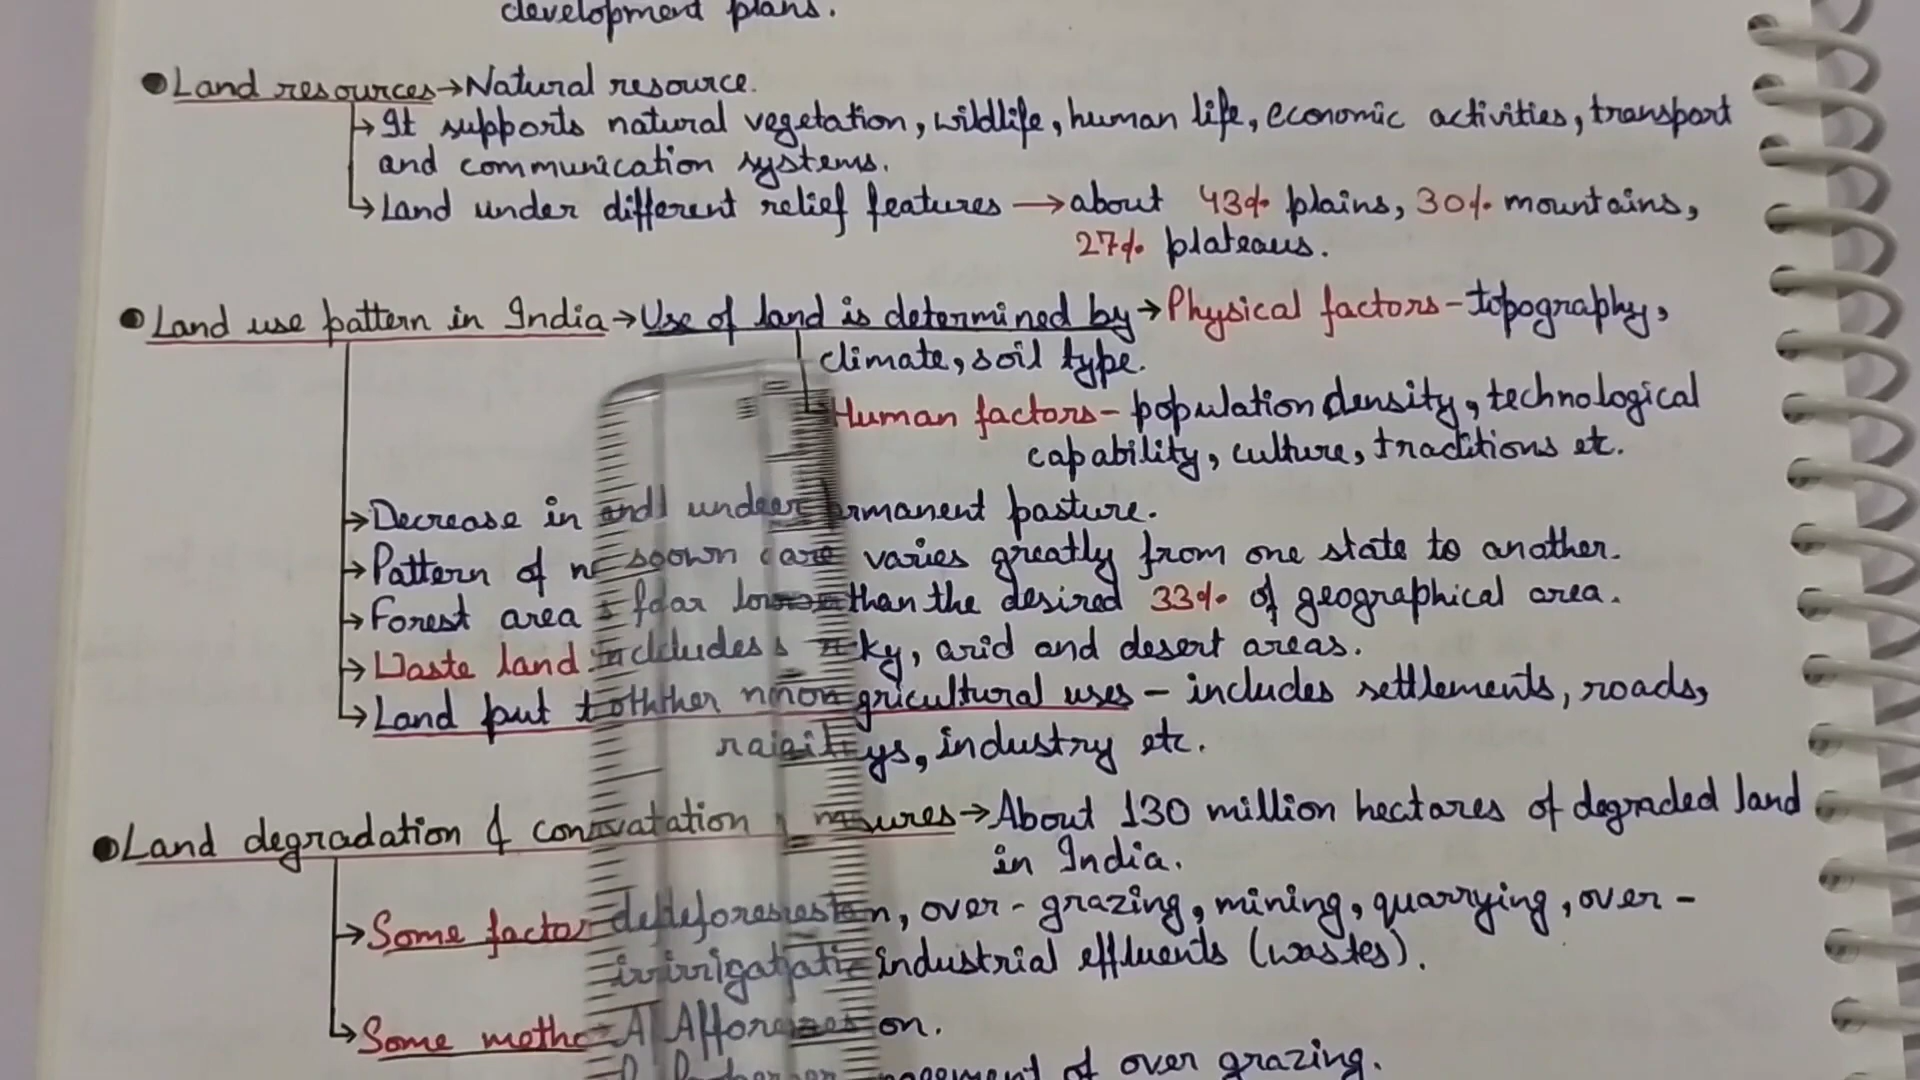 development plans.
Land resources → Natural resource.
→ It supports natural vegetation, wildlife, human life, economic activities, transport
and communication systems.
→ Land under different relief features → about 43% plains, 30% mountains,
27% plateaus.
Land use pattern in India → Use of land is determined by → Physical factors - topography,
climate, soil type.
Human factors - population density, technological
capability, culture, traditions etc.
→ Decrease in under pasture.
→ Pattern of varies greatly from one state to another.
→ Forest area far than the desired 33% of geographical area.
→ Waste land includes arid and desert areas.
→ Land put uses - includes settlements, roads,
industry etc.
Land degradation & → About 130 million hectares of degraded land
in India.
→ Some over-grazing, mining, quarrying, over-
industrial effluents (wastes).
→ Some
of over grazing.